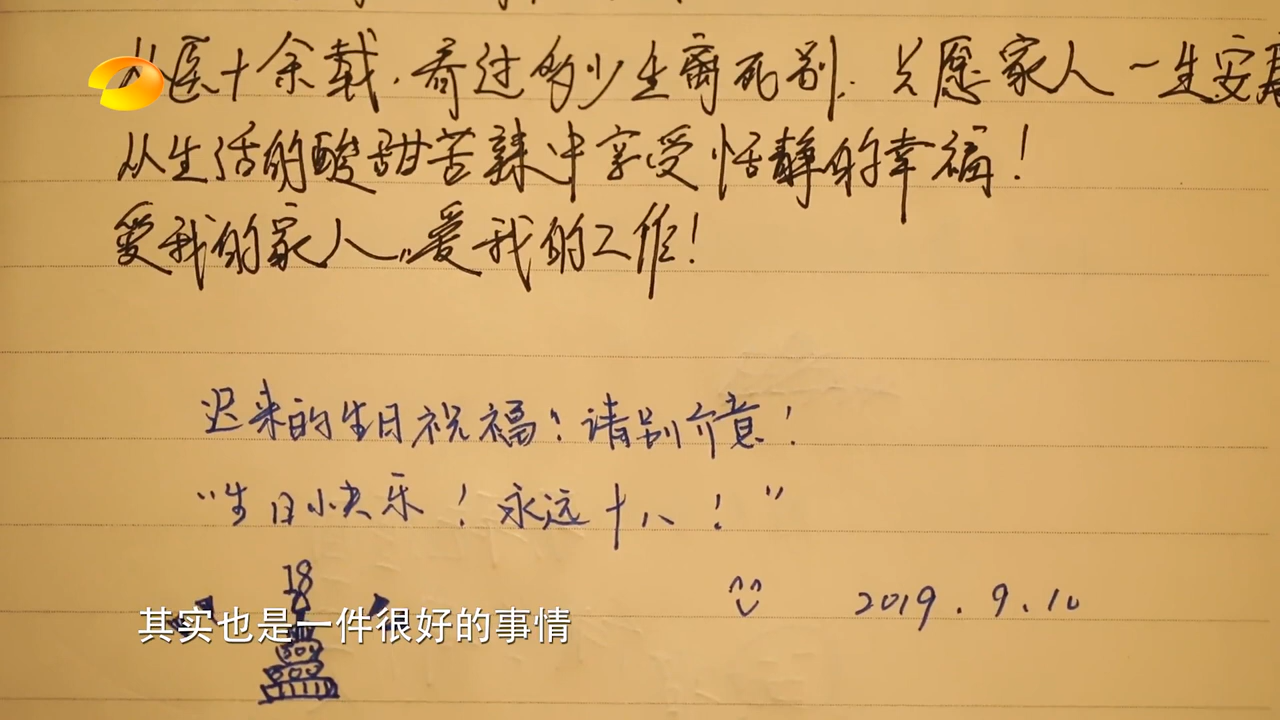 从医十余载，看过多少生离死别，只愿家人一生安
从生活的酸甜苦辣中享受恬静的幸福！
爱我的家人，爱我的工作！
迟来的生日祝福！请别介意！
“生日快乐！永远十八！”
18
2019.9.10
其实也是一件很好的事情